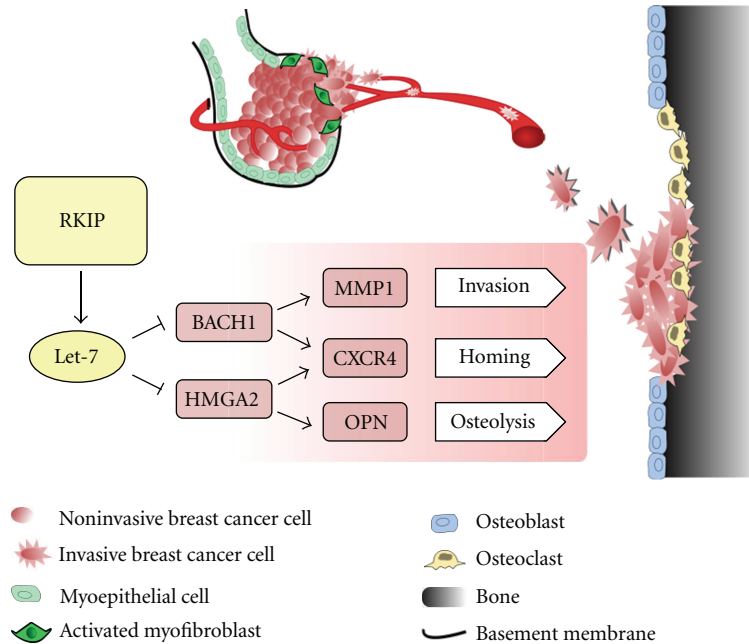 RKIP
Let-7
BACH1
HMGA2
MMP1
CXCR4
OPN
Invasion
Homing
Osteolysis
Noninvasive breast cancer cell
Invasive breast cancer cell
Myoepithelial cell
Activated myofibroblast
Osteoblast
Osteoclast
Bone
Basement membrane